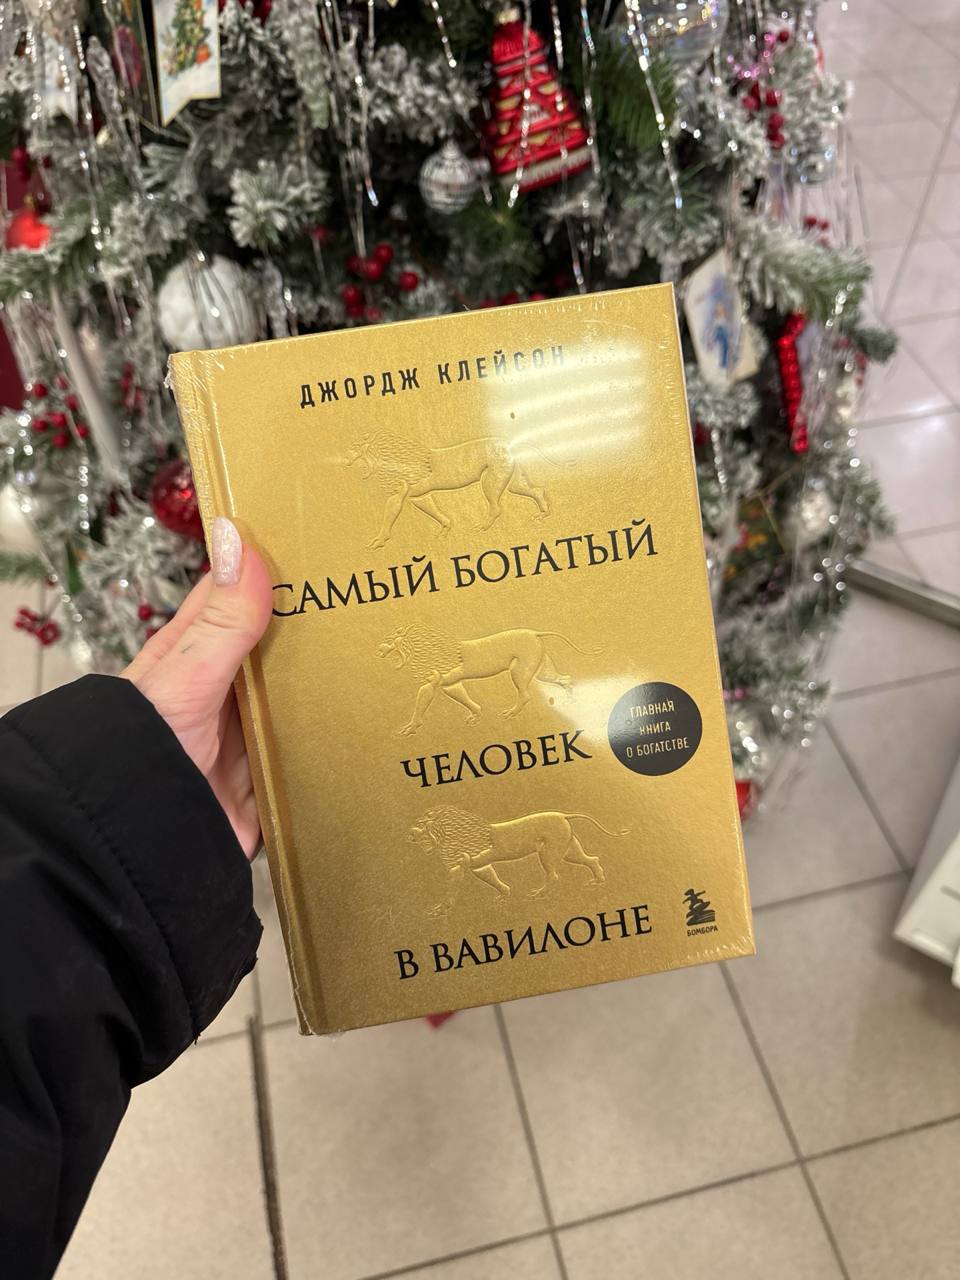 ДЖОРДЖ КЛЕЙСОН
САМЫЙ БОГАТЫЙ
ЧЕЛОВЕК
ГЛАВНАЯ
КНИГА
О БОГАТСТВЕ
В ВАВИЛОНЕ
БОМБОРА